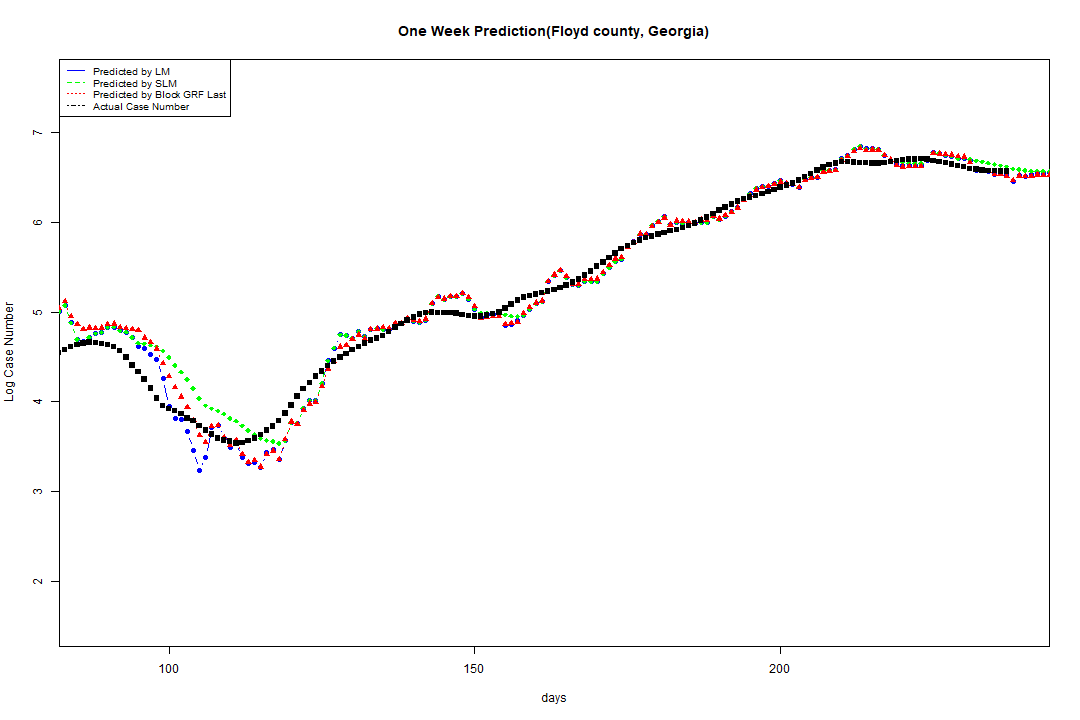 One Week Prediction(Floyd county, Georgia)
Predicted by LM
Predicted by SLM
Predicted by Block GRF Last
Actual Case Number
7
6
5
4
3
2
Log Case Number
100 150 200
days